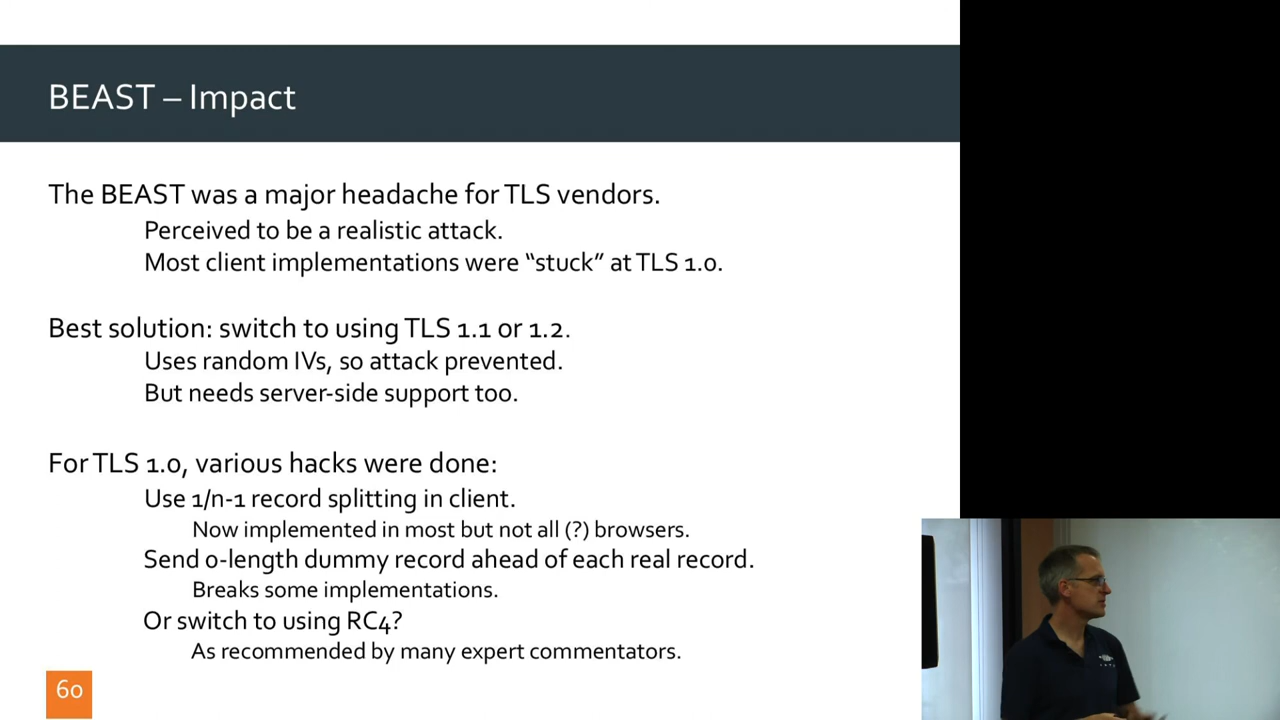 BEAST – Impact
The BEAST was a major headache for TLS vendors.
Perceived to be a realistic attack.
Most client implementations were “stuck” at TLS 1.0.
Best solution: switch to using TLS 1.1 or 1.2.
Uses random IVs, so attack prevented.
But needs server-side support too.
For TLS 1.0, various hacks were done:
Use 1/n-1 record splitting in client.
Now implemented in most but not all (?) browsers.
Send 0-length dummy record ahead of each real record.
Breaks some implementations.
Or switch to using RC4?
As recommended by many expert commentators.
60